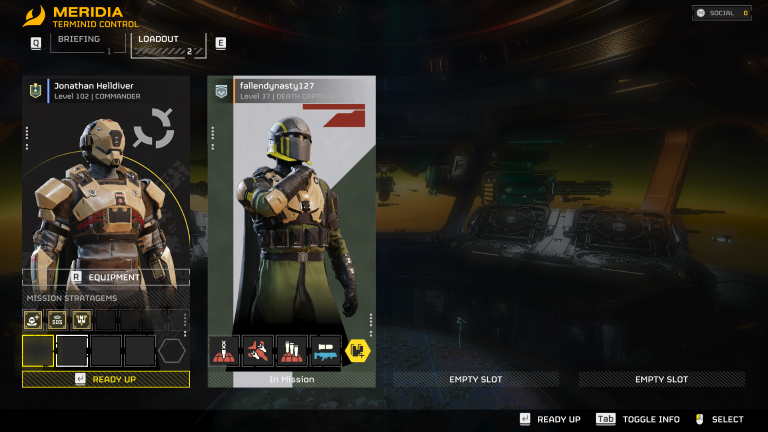 MERIDIA
TERMINID CONTROL
SOCIAL 0
Q BRIEFING 1 LOADOUT 2 E
Jonathan Helldiver
Level 102 | COMMANDER
fallendynasty127
Level 37 | DEATH CAPTAIN
R EQUIPMENT
MISSION STRATAGEMS
SOS
READY UP
In Mission
EMPTY SLOT
EMPTY SLOT
READY UP Tab TOGGLE INFO SELECT